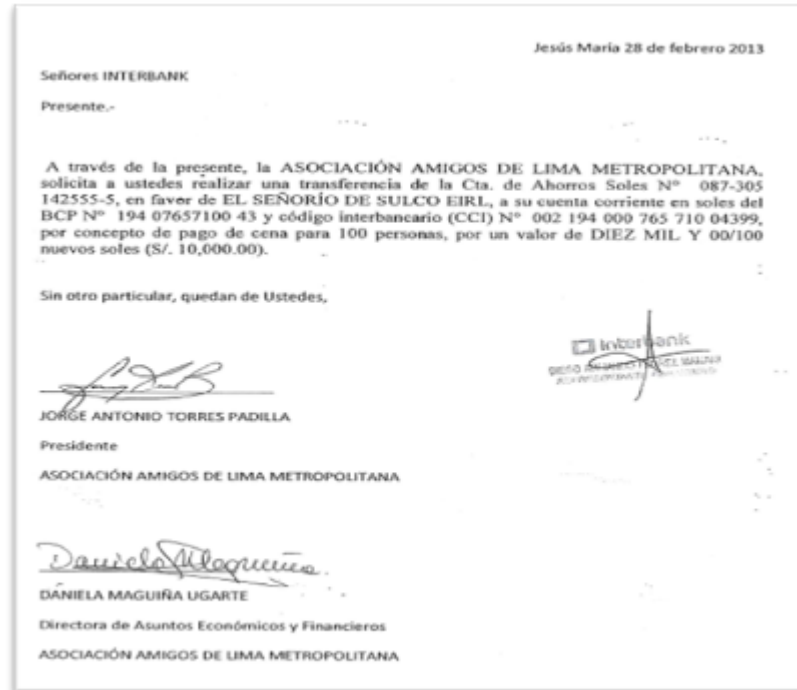 Jesús María 28 de febrero 2013
Señores INTERBANK
Presente.-
A través de la presente, la ASOCIACIÓN AMIGOS DE LIMA METROPOLITANA,
solicita a ustedes realizar una transferencia de la Cta. de Ahorros Soles Nº 087-305
142555-5, en favor de EL SEÑORÍO DE SULCO EIRL, a su cuenta corriente en soles del
BCP Nº 194 07657100 43 y código interbancario (CCI) Nº 002 194 000 765 710 04399,
por concepto de pago de cena para 100 personas, por un valor de DIEZ MIL Y 00/100
nuevos soles (S/. 10,000.00).
Sin otro particular, quedan de Ustedes,
Interbank
JORGE ANTONIO TORRES PADILLA
Presidente
ASOCIACIÓN AMIGOS DE LIMA METROPOLITANA
Daniela Maguiña
DANIELA MAGUIÑA UGARTE
Directora de Asuntos Económicos y Financieros
ASOCIACIÓN AMIGOS DE LIMA METROPOLITANA